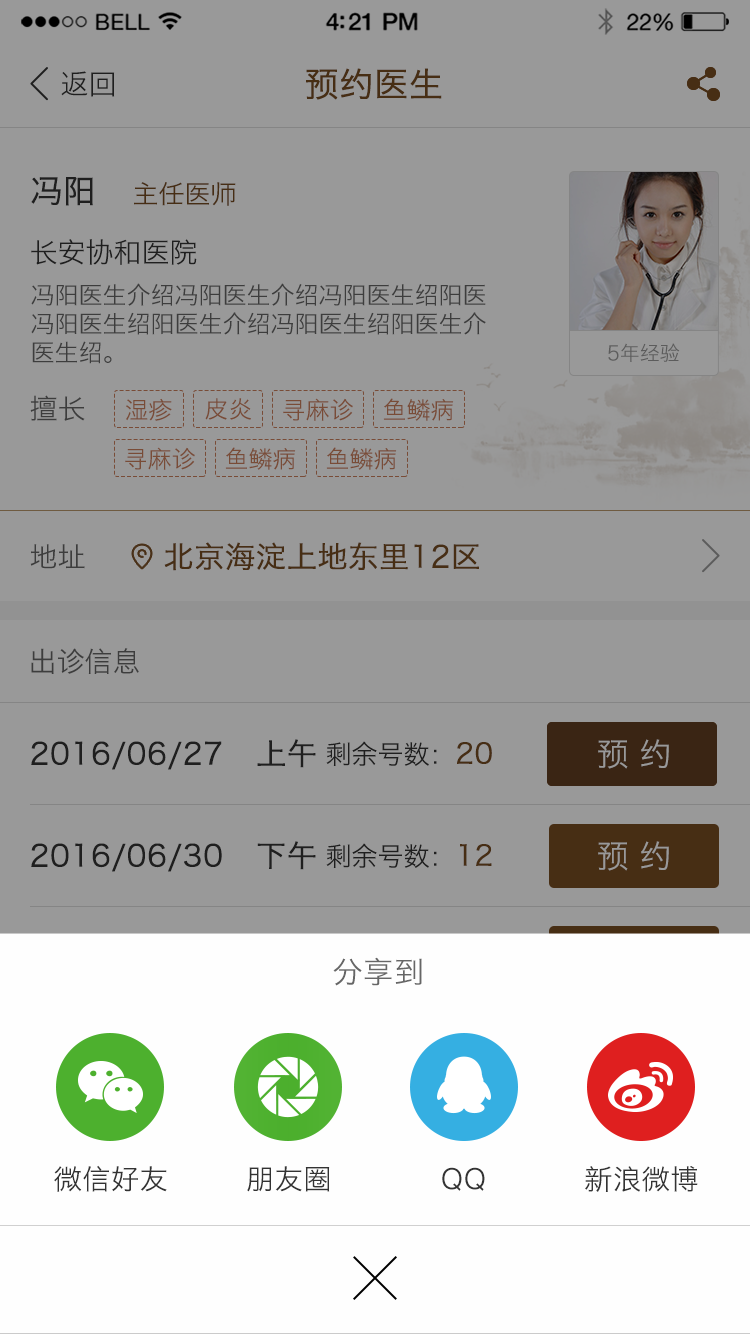 BELL 4:21 PM 22%
返回 预约医生
冯阳 主任医师
长安协和医院
冯阳医生介绍冯阳医生介绍冯阳医生绍阳医
冯阳医生绍阳医生介绍冯阳医生绍阳医生介
医生绍。
5年经验
擅长 湿疹 皮炎 寻麻诊 鱼鳞病
寻麻诊 鱼鳞病 鱼鳞病
地址 北京海淀上地东里12区
出诊信息
2016/06/27 上午 剩余号数: 20 预 约
2016/06/30 下午 剩余号数: 12 预 约
分享到
微信好友 朋友圈 QQ 新浪微博